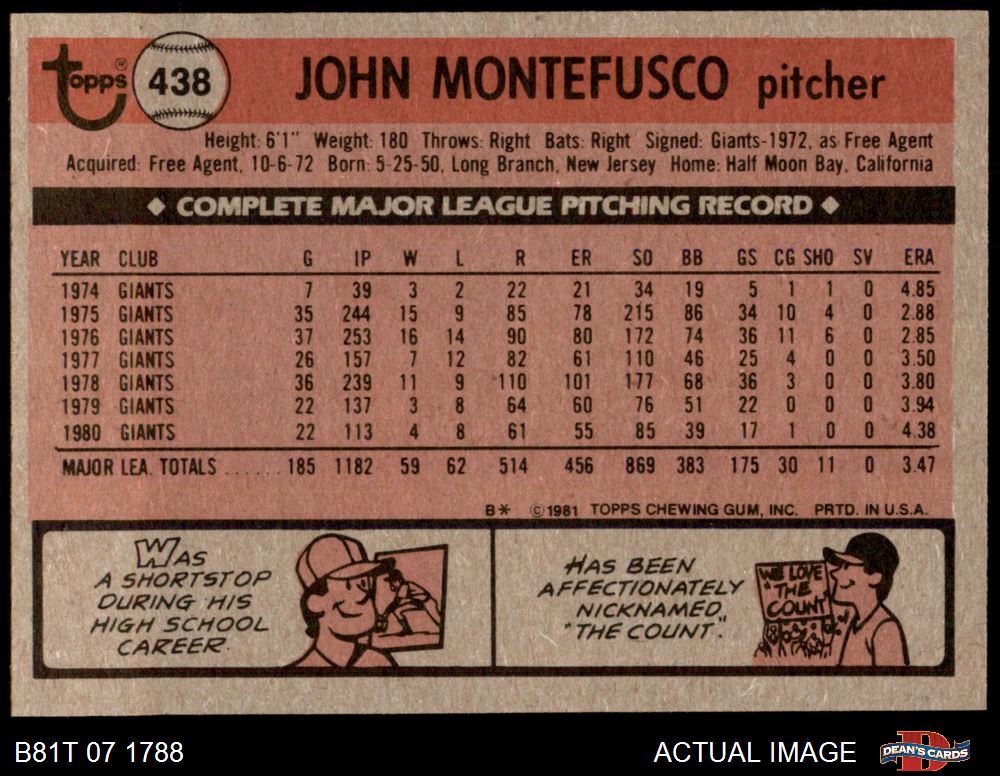 topps® 438 JOHN MONTEFUSCO pitcher
Height: 6'1" Weight: 180 Throws: Right Bats: Right Signed: Giants-1972, as Free Agent
Acquired: Free Agent, 10-6-72 Born: 5-25-50, Long Branch, New Jersey Home: Half Moon Bay, California
◆ COMPLETE MAJOR LEAGUE PITCHING RECORD ◆
YEAR CLUB G IP W L R ER SO BB GS CG SHO SV ERA
1974 GIANTS 7 39 3 2 22 21 34 19 5 1 1 0 4.85
1975 GIANTS 35 244 15 9 85 78 215 86 34 10 4 0 2.88
1976 GIANTS 37 253 16 14 90 80 172 74 36 11 6 0 2.85
1977 GIANTS 26 157 7 12 82 61 110 46 25 4 0 0 3.50
1978 GIANTS 36 239 11 9 110 101 177 68 36 3 0 0 3.80
1979 GIANTS 22 137 3 8 64 60 76 51 22 0 0 0 3.94
1980 GIANTS 22 113 4 8 61 55 85 39 17 1 0 0 4.38
MAJOR LEA. TOTALS ...... 185 1182 59 62 514 456 869 383 175 30 11 0 3.47
B* ©1981 TOPPS CHEWING GUM, INC. PRTD. IN U.S.A.
WAS
A SHORTSTOP
DURING HIS
HIGH SCHOOL
CAREER.
HAS BEEN
AFFECTIONATELY
NICKNAMED,
"THE COUNT".
WE LOVE
"THE
COUNT"
B81T 07 1788
ACTUAL IMAGE
DEAN'S CARDS